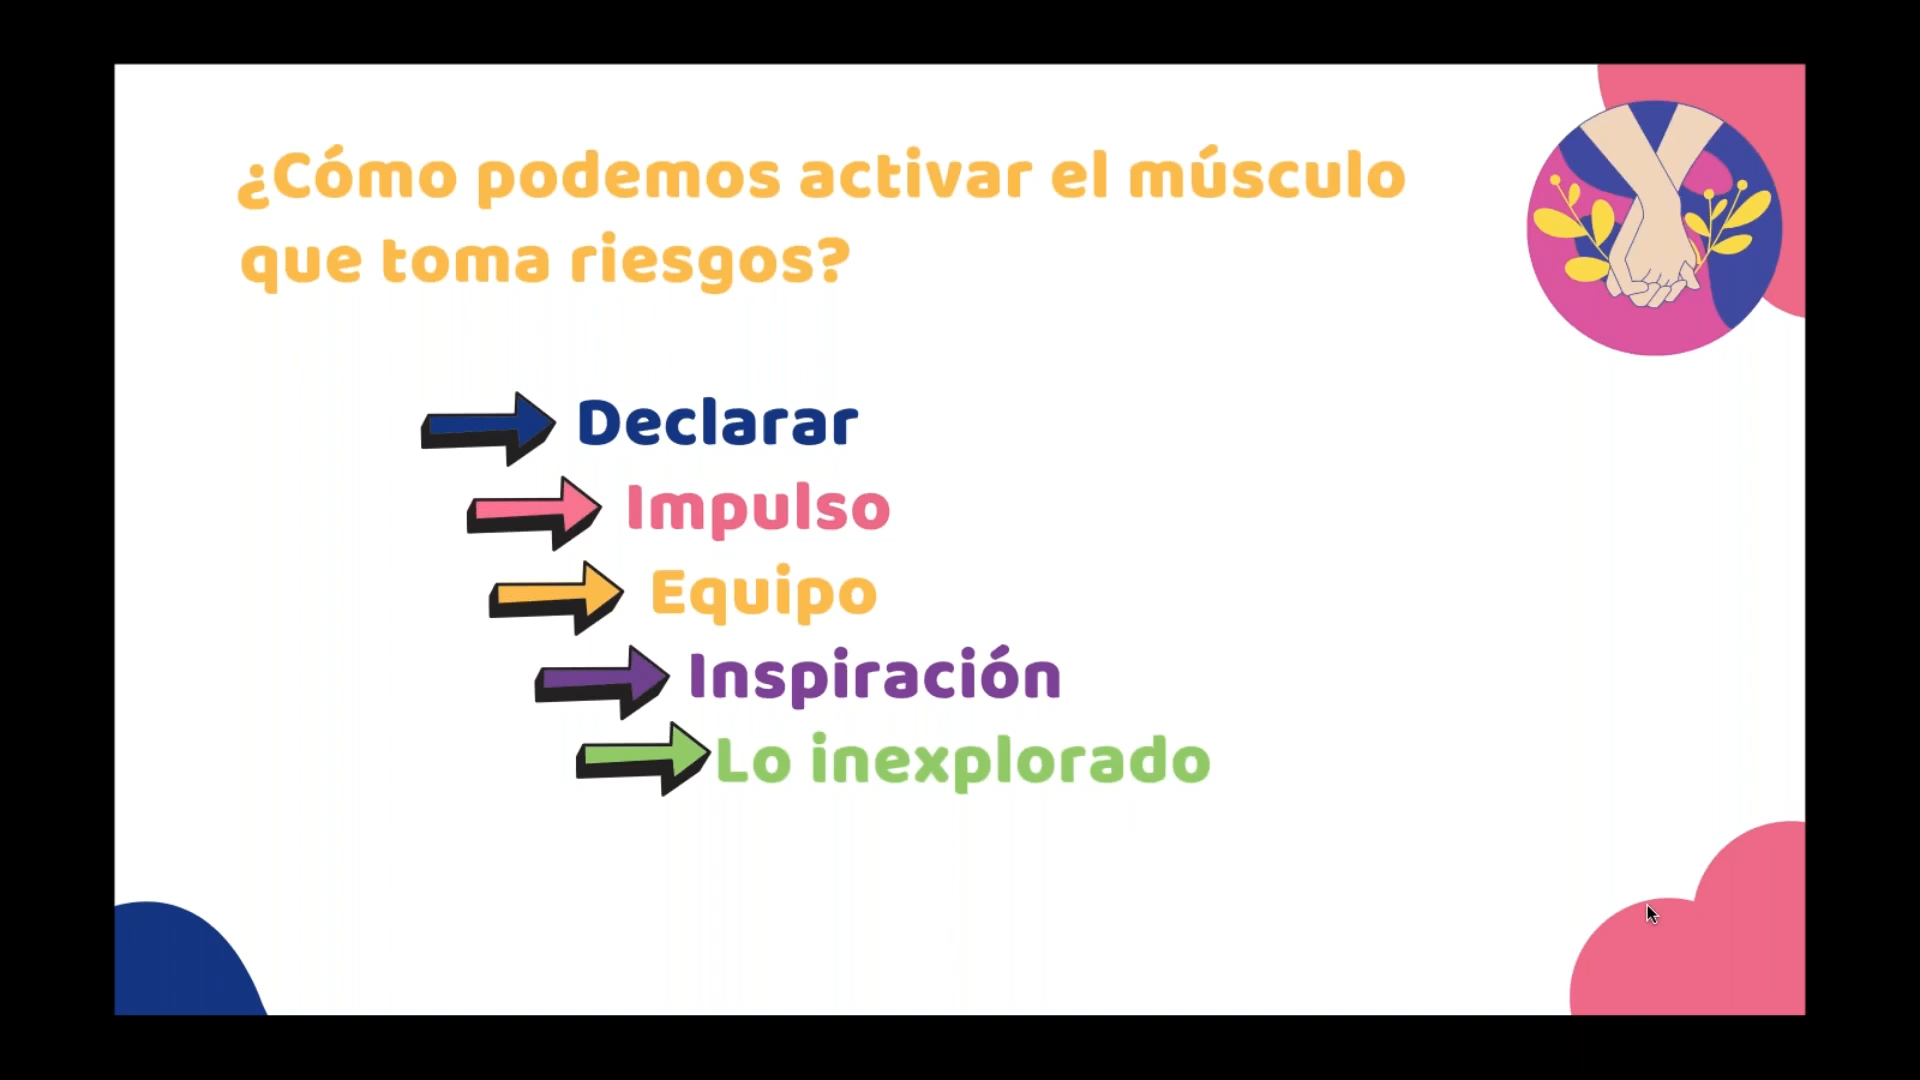 ¿Cómo podemos activar el músculo
que toma riesgos?
Declarar
Impulso
Equipo
Inspiración
Lo inexplorado